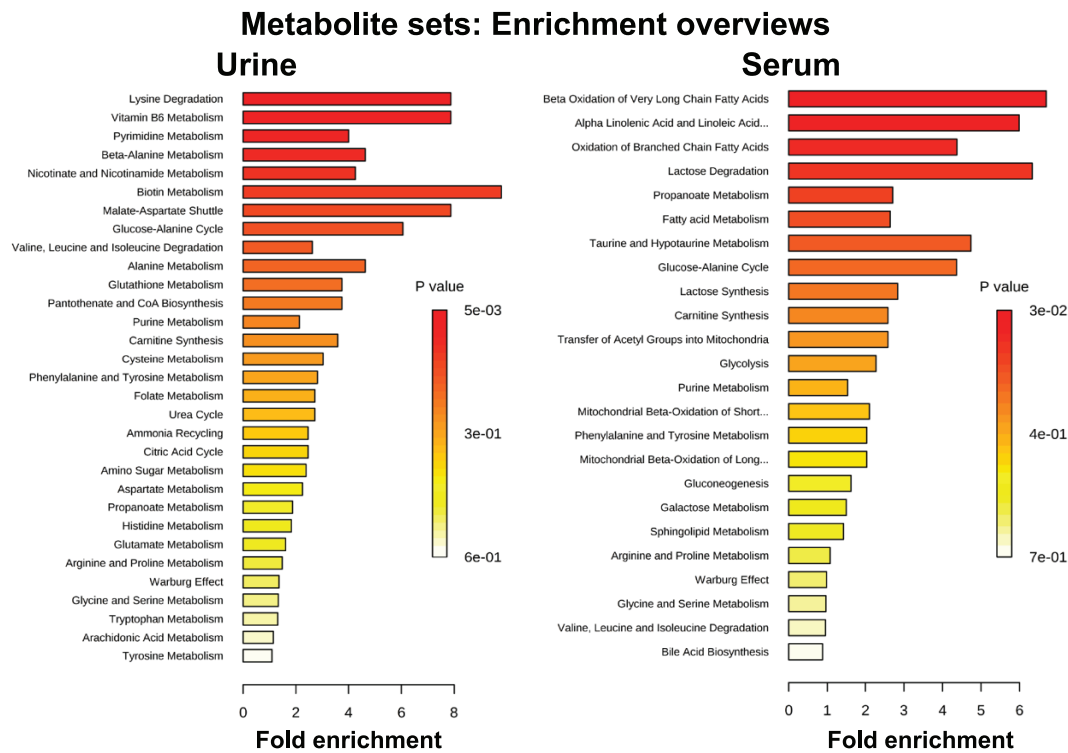 Metabolite sets: Enrichment overviews
Urine
Lysine Degradation
Vitamin B6 Metabolism
Pyrimidine Metabolism
Beta-Alanine Metabolism
Nicotinate and Nicotinamide Metabolism
Biotin Metabolism
Malate-Aspartate Shuttle
Glucose-Alanine Cycle
Valine, Leucine and Isoleucine Degradation
Alanine Metabolism
Glutathione Metabolism
Pantothenate and CoA Biosynthesis
Purine Metabolism
Carnitine Synthesis
Cysteine Metabolism
Phenylalanine and Tyrosine Metabolism
Folate Metabolism
Urea Cycle
Ammonia Recycling
Citric Acid Cycle
Amino Sugar Metabolism
Aspartate Metabolism
Propanoate Metabolism
Histidine Metabolism
Glutamate Metabolism
Arginine and Proline Metabolism
Warburg Effect
Glycine and Serine Metabolism
Tryptophan Metabolism
Arachidonic Acid Metabolism
Tyrosine Metabolism
P value
5e-03
3e-01
6e-01
0 2 4 6 8
Fold enrichment
Serum
Beta Oxidation of Very Long Chain Fatty Acids
Alpha Linolenic Acid and Linoleic Acid...
Oxidation of Branched Chain Fatty Acids
Lactose Degradation
Propanoate Metabolism
Fatty acid Metabolism
Taurine and Hypotaurine Metabolism
Glucose-Alanine Cycle
Lactose Synthesis
Carnitine Synthesis
Transfer of Acetyl Groups into Mitochondria
Glycolysis
Purine Metabolism
Mitochondrial Beta-Oxidation of Short...
Phenylalanine and Tyrosine Metabolism
Mitochondrial Beta-Oxidation of Long...
Gluconeogenesis
Galactose Metabolism
Sphingolipid Metabolism
Arginine and Proline Metabolism
Warburg Effect
Glycine and Serine Metabolism
Valine, Leucine and Isoleucine Degradation
Bile Acid Biosynthesis
P value
3e-02
4e-01
7e-01
0 1 2 3 4 5 6
Fold enrichment